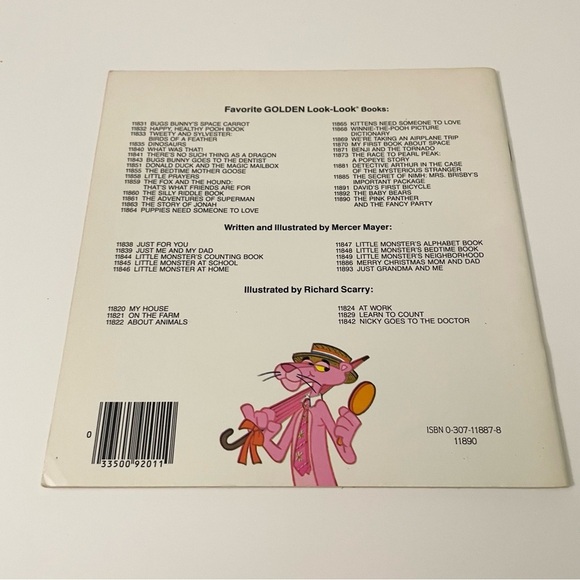 Favorite GOLDEN Look-Look® Books:
11831 BUGS BUNNY'S SPACE CARROT
11832 HAPPY, HEALTHY POOH BOOK
11833 TWEETY AND SYLVESTER:
BIRDS OF A FEATHER
11835 DINOSAURS
11840 WHAT WAS THAT!
11841 THERE'S NO SUCH THING AS A DRAGON
11843 BUGS BUNNY GOES TO THE DENTIST
11851 DONALD DUCK AND THE MAGIC MAILBOX
11855 THE BEDTIME MOTHER GOOSE
11858 LITTLE PRAYERS
11859 THE FOX AND THE HOUND:
THAT'S WHAT FRIENDS ARE FOR
11860 THE SILLY RIDDLE BOOK
11861 THE ADVENTURES OF SUPERMAN
11863 THE STORY OF JONAH
11864 PUPPIES NEED SOMEONE TO LOVE
11865 KITTENS NEED SOMEONE TO LOVE
11868 WINNIE-THE-POOH PICTURE
DICTIONARY
11869 WE'RE TAKING AN AIRPLANE TRIP
11870 MY FIRST BOOK ABOUT SPACE
11871 BENJI AND THE TORNADO
11873 THE RACE TO PEARL PEAK:
A POPEYE STORY
11881 DETECTIVE ARTHUR IN THE CASE
OF THE MYSTERIOUS STRANGER
11885 THE SECRET OF NIMH: MRS. BRISBY'S
IMPORTANT PACKAGE
11891 DAVID'S FIRST BICYCLE
11892 THE BABY BEARS
11890 THE PINK PANTHER
AND THE FANCY PARTY
Written and Illustrated by Mercer Mayer:
11838 JUST FOR YOU
11839 JUST ME AND MY DAD
11844 LITTLE MONSTER'S COUNTING BOOK
11845 LITTLE MONSTER AT SCHOOL
11846 LITTLE MONSTER AT HOME
11847 LITTLE MONSTER'S ALPHABET BOOK
11848 LITTLE MONSTER'S BEDTIME BOOK
11849 LITTLE MONSTER'S NEIGHBORHOOD
11886 MERRY CHRISTMAS MOM AND DAD
11893 JUST GRANDMA AND ME
Illustrated by Richard Scarry:
11820 MY HOUSE
11821 ON THE FARM
11822 ABOUT ANIMALS
11824 AT WORK
11829 LEARN TO COUNT
11842 NICKY GOES TO THE DOCTOR
ISBN 0-307-11887-8
11890
0
33500 92011